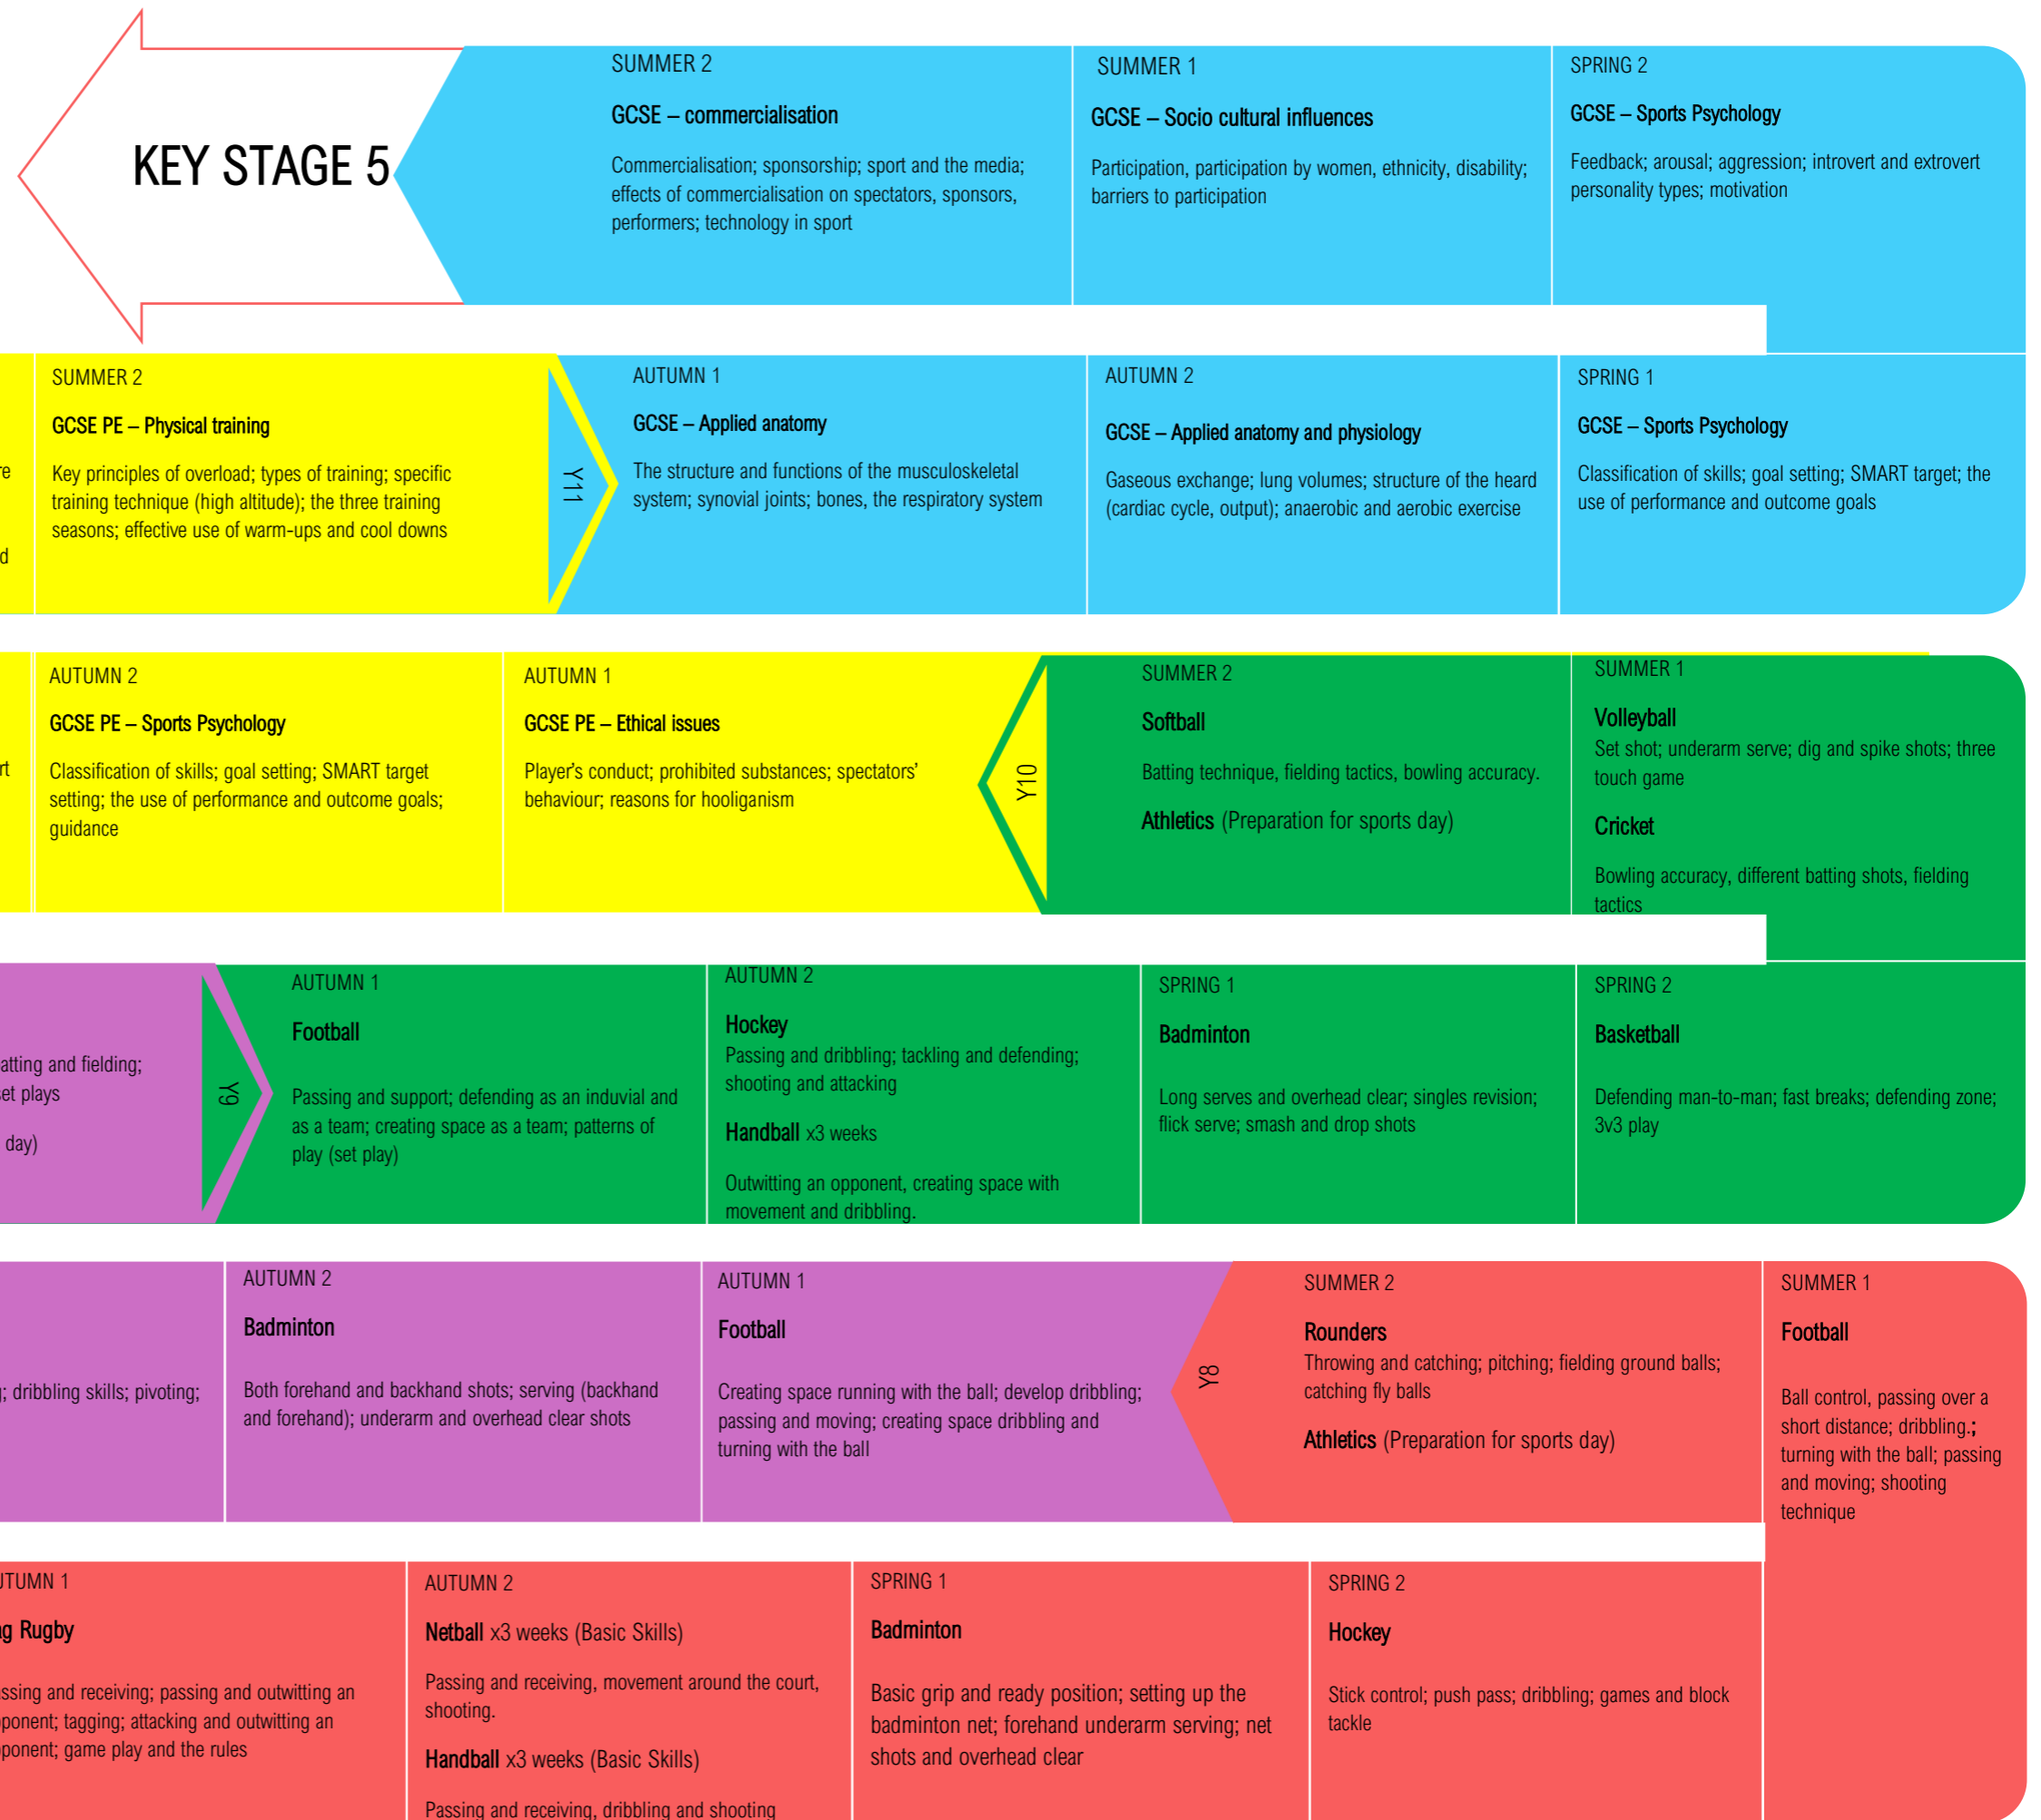 KEY STAGE 5
SUMMER 2
GCSE – commercialisation
Commercialisation; sponsorship; sport and the media;
effects of commercialisation on spectators, sponsors,
performers; technology in sport
SUMMER 1
GCSE – Socio cultural influences
Participation, participation by women, ethnicity, disability;
barriers to participation
SPRING 2
GCSE – Sports Psychology
Feedback; arousal; aggression; introvert and extrovert
personality types; motivation
SUMMER 2
GCSE PE – Physical training
Key principles of overload; types of training; specific
training technique (high altitude); the three training
seasons; effective use of warm-ups and cool downs
Y11
AUTUMN 1
GCSE – Applied anatomy
The structure and functions of the musculoskeletal
system; synovial joints; bones, the respiratory system
AUTUMN 2
GCSE – Applied anatomy and physiology
Gaseous exchange; lung volumes; structure of the heard
(cardiac cycle, output); anaerobic and aerobic exercise
SPRING 1
GCSE – Sports Psychology
Classification of skills; goal setting; SMART target; the
use of performance and outcome goals
AUTUMN 2
GCSE PE – Sports Psychology
Classification of skills; goal setting; SMART target
setting; the use of performance and outcome goals;
guidance
AUTUMN 1
GCSE PE – Ethical issues
Player's conduct; prohibited substances; spectators'
behaviour; reasons for hooliganism
Y10
SUMMER 2
Softball
Batting technique, fielding tactics, bowling accuracy.
Athletics (Preparation for sports day)
SUMMER 1
Volleyball
Set shot; underarm serve; dig and spike shots; three
touch game
Cricket
Bowling accuracy, different batting shots, fielding
tactics
and fielding;
plays
day)
Y9
AUTUMN 1
Football
Passing and support; defending as an induvial and
as a team; creating space as a team; patterns of
play (set play)
AUTUMN 2
Hockey
Passing and dribbling; tackling and defending;
shooting and attacking
Handball x3 weeks
Outwitting an opponent, creating space with
movement and dribbling.
SPRING 1
Badminton
Long serves and overhead clear; singles revision;
flick serve; smash and drop shots
SPRING 2
Basketball
Defending man-to-man; fast breaks; defending zone;
3v3 play
dribbling skills; pivoting;
AUTUMN 2
Badminton
Both forehand and backhand shots; serving (backhand
and forehand); underarm and overhead clear shots
AUTUMN 1
Football
Creating space running with the ball; develop dribbling;
passing and moving; creating space dribbling and
turning with the ball
Y8
SUMMER 2
Rounders
Throwing and catching; pitching; fielding ground balls;
catching fly balls
Athletics (Preparation for sports day)
SUMMER 1
Football
Ball control, passing over a
short distance; dribbling.;
turning with the ball; passing
and moving; shooting
technique
1
Rugby
and receiving; passing and outwitting an
tagging; attacking and outwitting an
game play and the rules
AUTUMN 2
Netball x3 weeks (Basic Skills)
Passing and receiving, movement around the court,
shooting.
Handball x3 weeks (Basic Skills)
Passing and receiving, dribbling and shooting
SPRING 1
Badminton
Basic grip and ready position; setting up the
badminton net; forehand underarm serving; net
shots and overhead clear
SPRING 2
Hockey
Stick control; push pass; dribbling; games and block
tackle